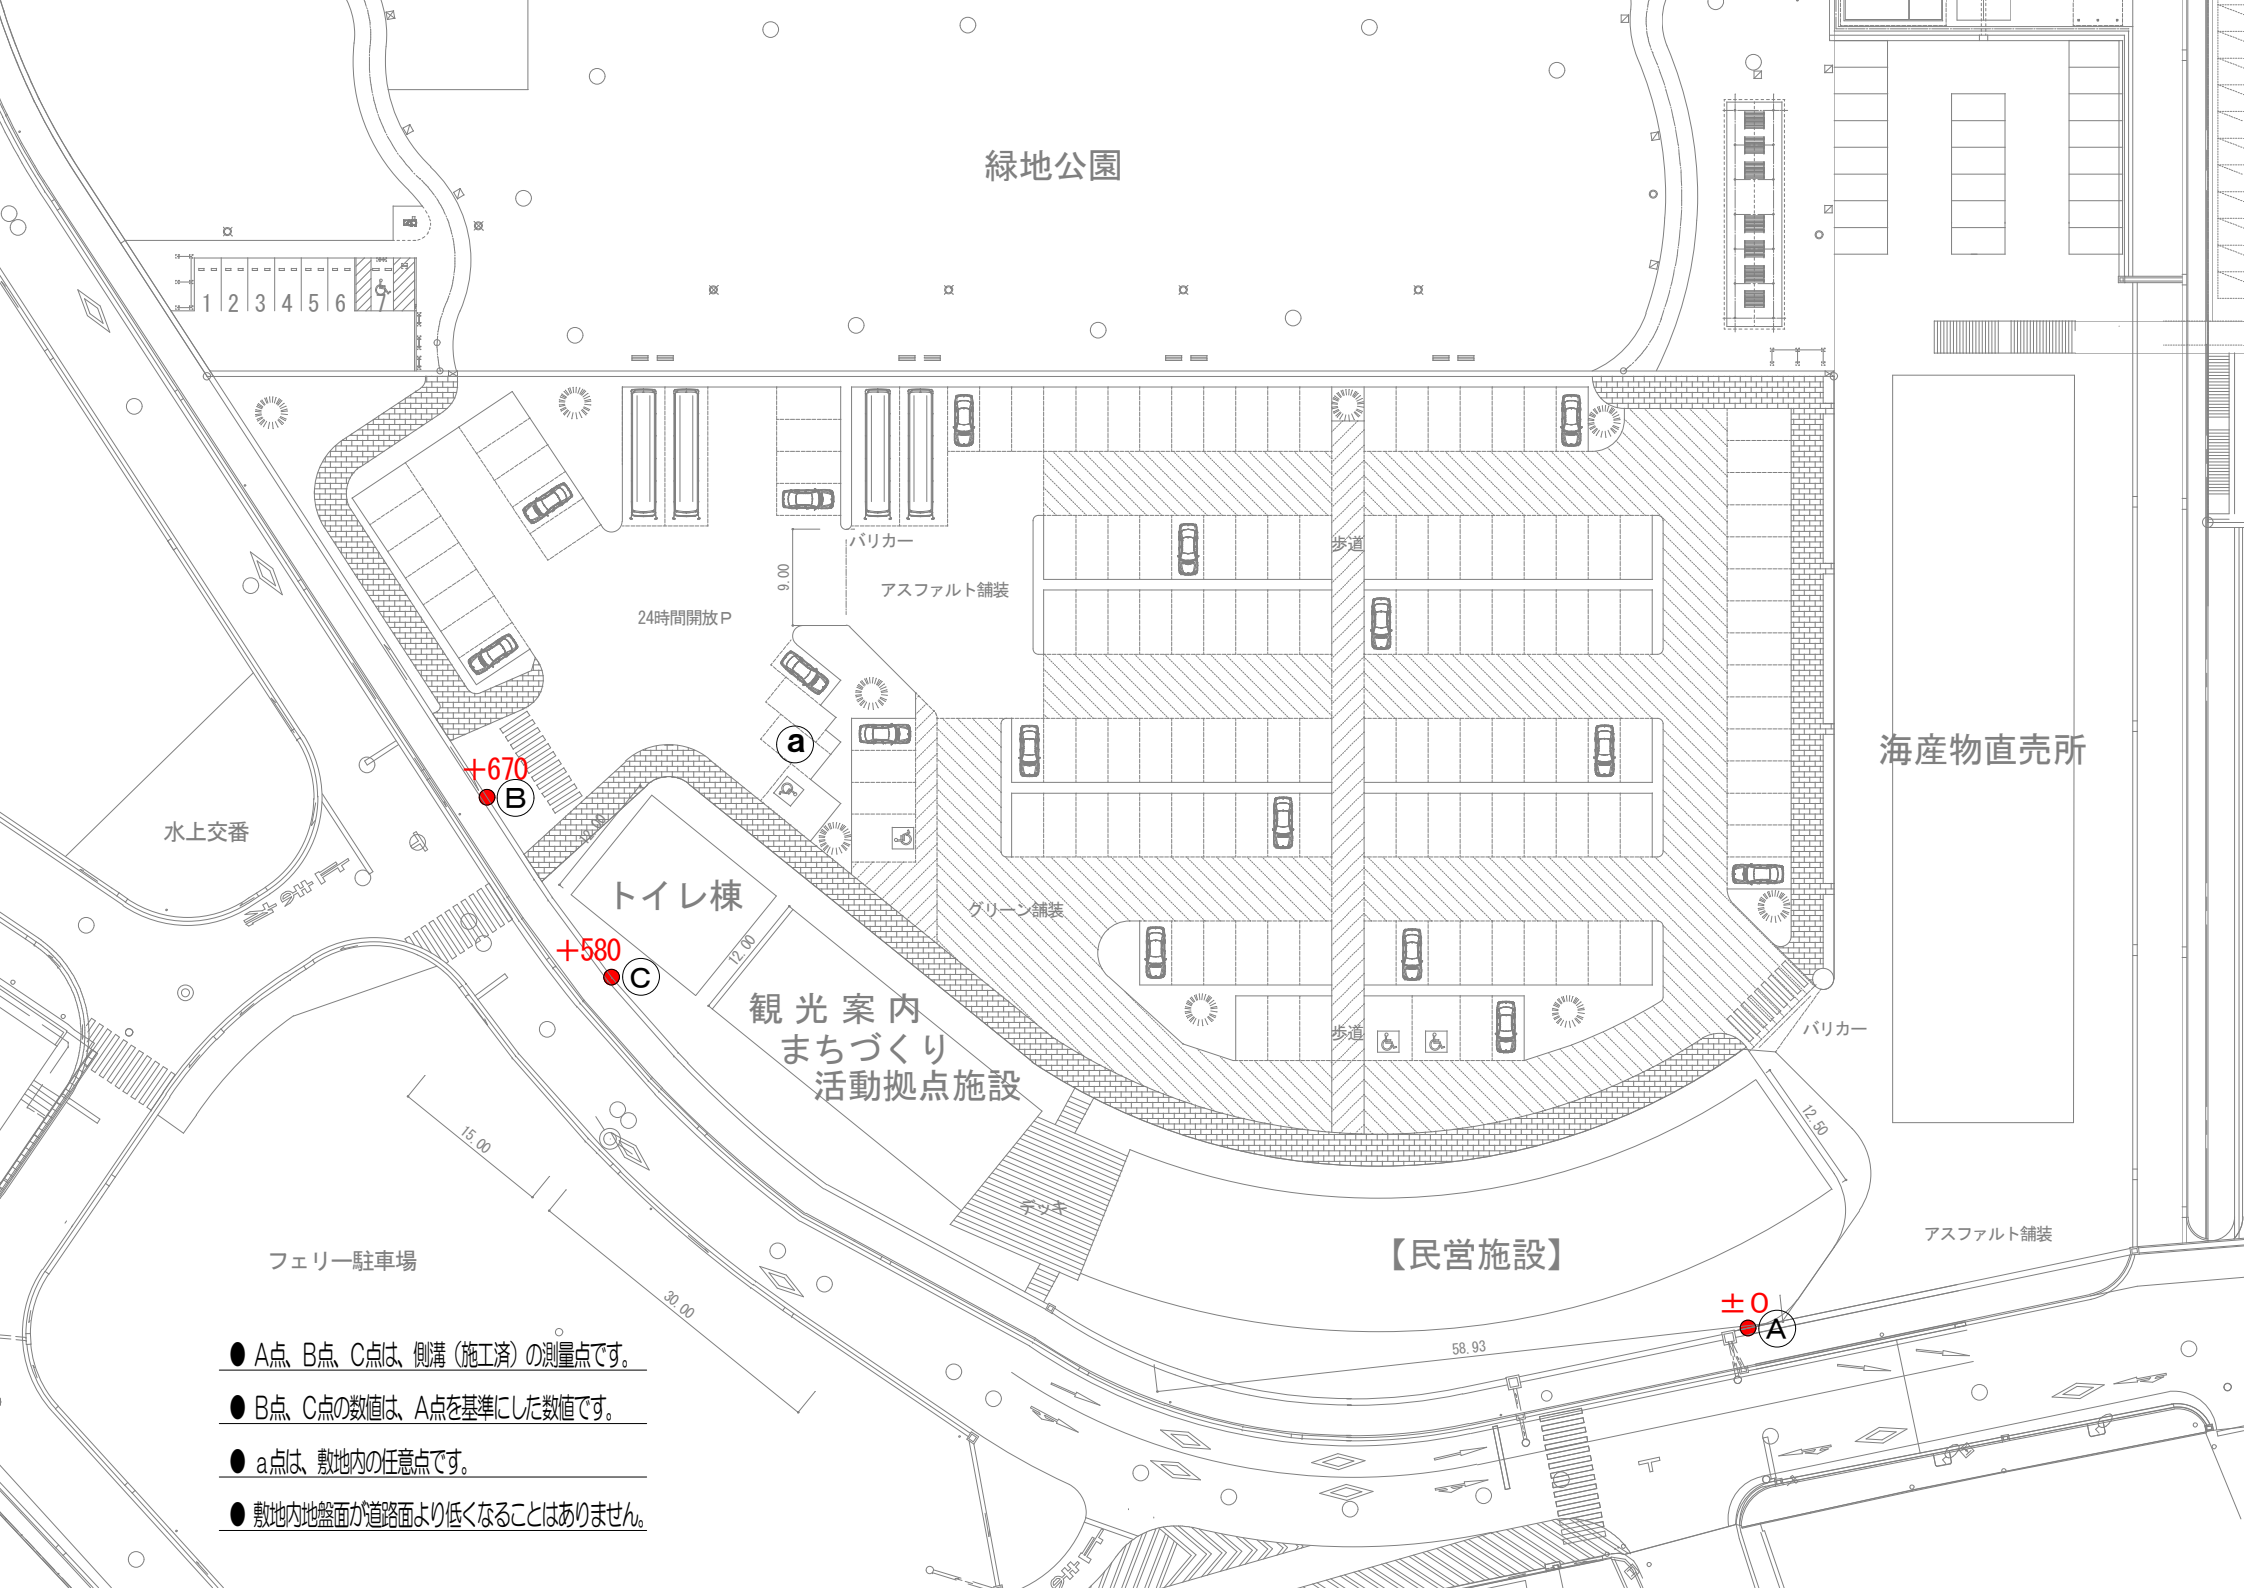 緑地公園
1 2 3 4 5 6 7
バリカー
歩道
9.00
アスファルト舗装
24時間開放P
a
海産物直売所
+670
B
水上交番
12.00
トイレ棟
グリーン舗装
+580
C
12.00
観光案内
まちづくり
活動拠点施設
歩道
バリカー
12.50
15.00
デッキ
アスファルト舗装
フェリー駐車場
【民営施設】
30.00
±0
A
58.93
● A点、B点、C点は、側溝（施工済）の測量点です。
● B点、C点の数値は、A点を基準にした数値です。
● a点は、敷地内の任意点です。
● 敷地内地盤面が道路面より低くなることはありません。